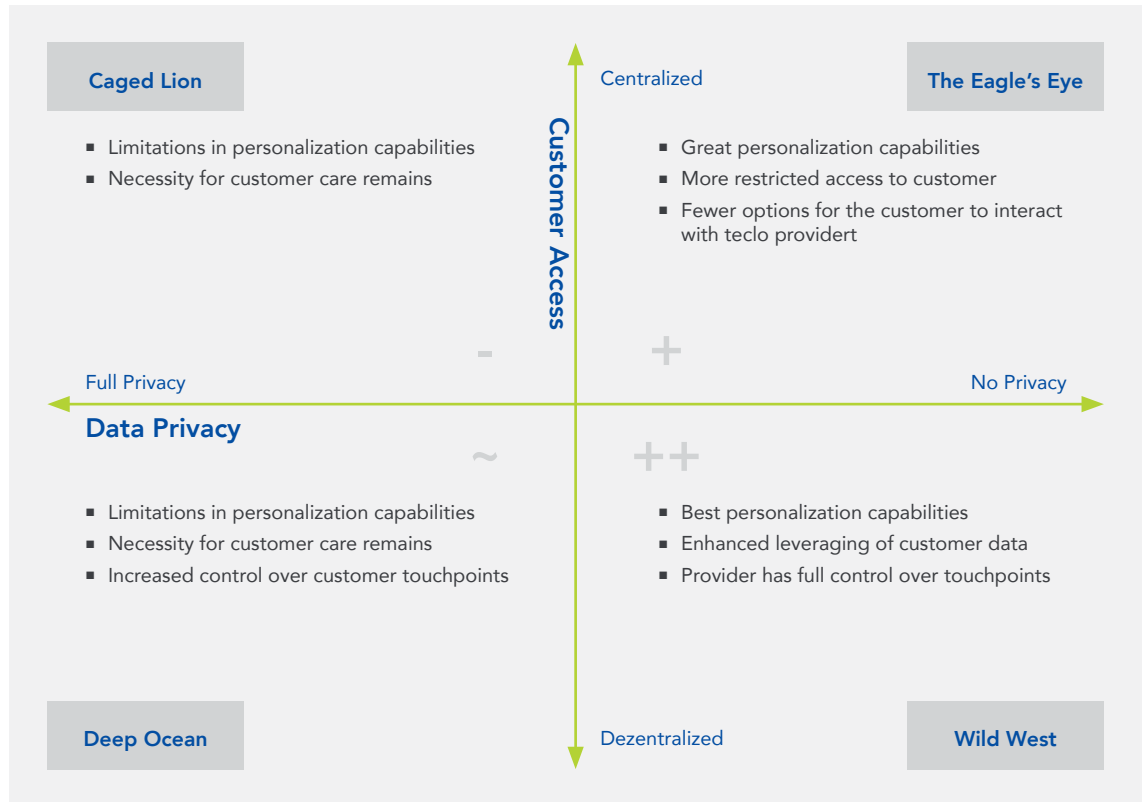 Caged Lion
Centralized
The Eagle's Eye
▪ Limitations in personalization capabilities
▪ Necessity for customer care remains
Customer Access
▪ Great personalization capabilities
▪ More restricted access to customer
▪ Fewer options for the customer to interact
with teclo providert
-
+
Full Privacy
No Privacy
Data Privacy
~
++
▪ Limitations in personalization capabilities
▪ Necessity for customer care remains
▪ Increased control over customer touchpoints
▪ Best personalization capabilities
▪ Enhanced leveraging of customer data
▪ Provider has full control over touchpoints
Deep Ocean
Dezentralized
Wild West